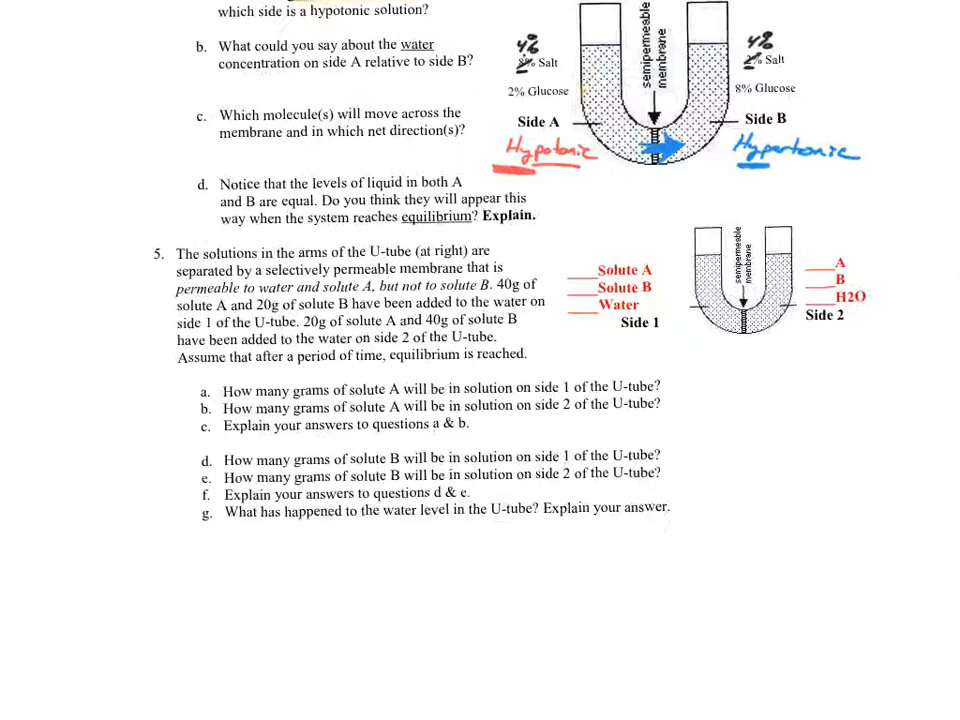 which side is a hypotonic solution?
b. What could you say about the water
concentration on side A relative to side B?
c. Which molecule(s) will move across the
membrane and in which net direction(s)?
d. Notice that the levels of liquid in both A
and B are equal. Do you think they will appear this
way when the system reaches equilibrium? Explain.
4%
8% Salt
2% Glucose
Side A
Hypotonic
semipermeable
membrane
4%
2% Salt
8% Glucose
Side B
Hypertonic
5. The solutions in the arms of the U-tube (at right) are
separated by a selectively permeable membrane that is
permeable to water and solute A, but not to solute B. 40g of
solute A and 20g of solute B have been added to the water on
side 1 of the U-tube. 20g of solute A and 40g of solute B
have been added to the water on side 2 of the U-tube.
Assume that after a period of time, equilibrium is reached.
____Solute A
____Solute B
____Water
Side 1
semipermeable
membrane
____A
____B
____H2O
Side 2
a. How many grams of solute A will be in solution on side 1 of the U-tube?
b. How many grams of solute A will be in solution on side 2 of the U-tube?
c. Explain your answers to questions a & b.
d. How many grams of solute B will be in solution on side 1 of the U-tube?
e. How many grams of solute B will be in solution on side 2 of the U-tube?
f. Explain your answers to questions d & e.
g. What has happened to the water level in the U-tube? Explain your answer.